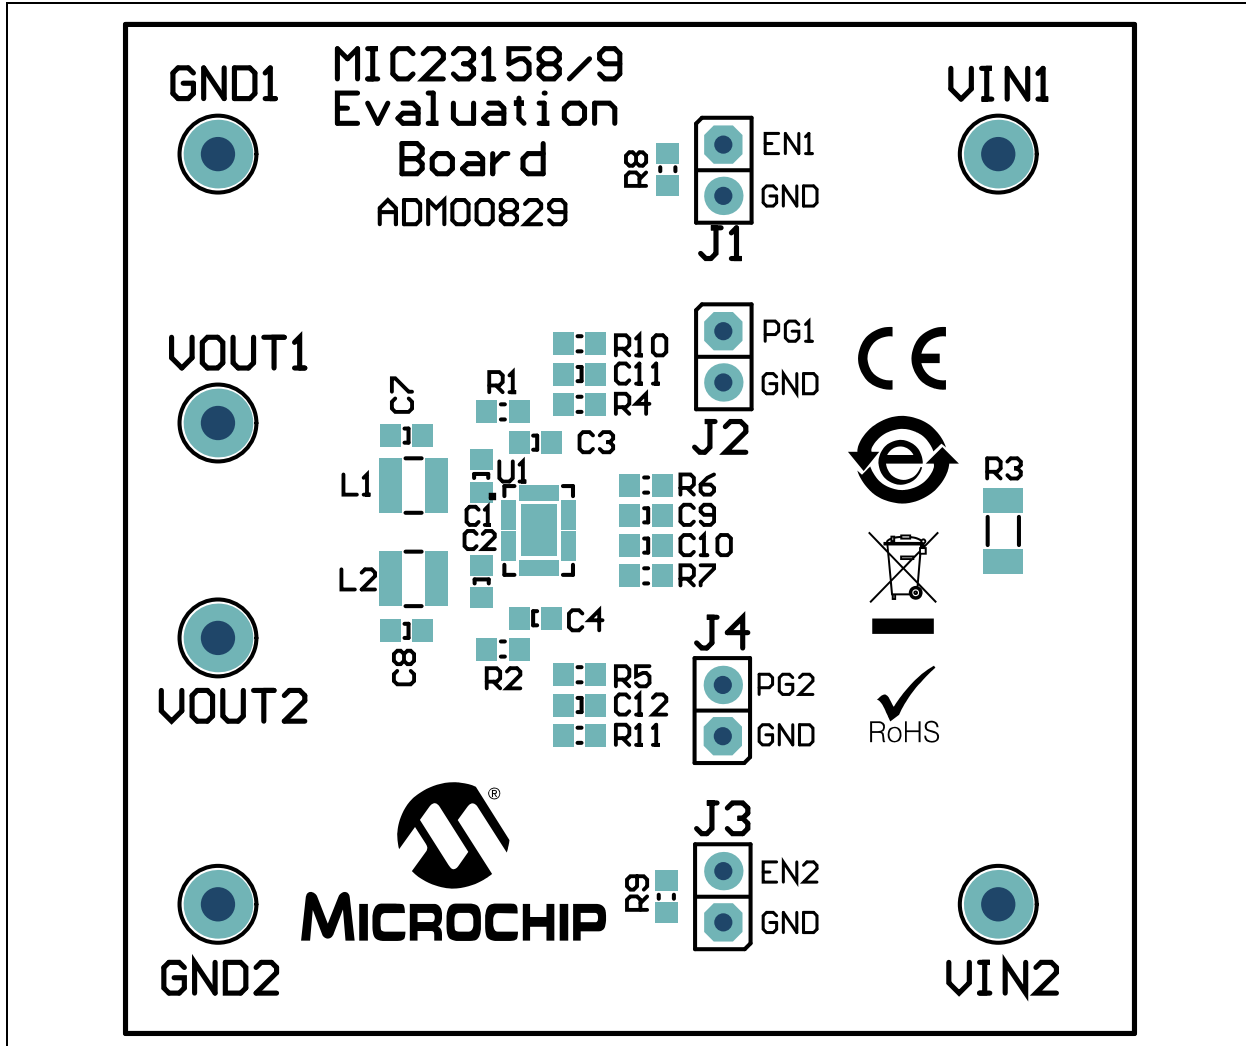 MIC23158/9
Evaluation
Board
ADM00829
GND1
VIN1
R8
EN1
GND
J1
VOUT1
C7
R1
R10
C11
R4
C3
PG1
GND
J2
CE
e
R3
L1
U1
C1
C2
R6
C9
C10
R7
L2
C8
C4
R2
R5
C12
R11
J4
PG2
GND
RoHS
VOUT2
MICROCHIP
®
J3
R9
EN2
GND
GND2
VIN2